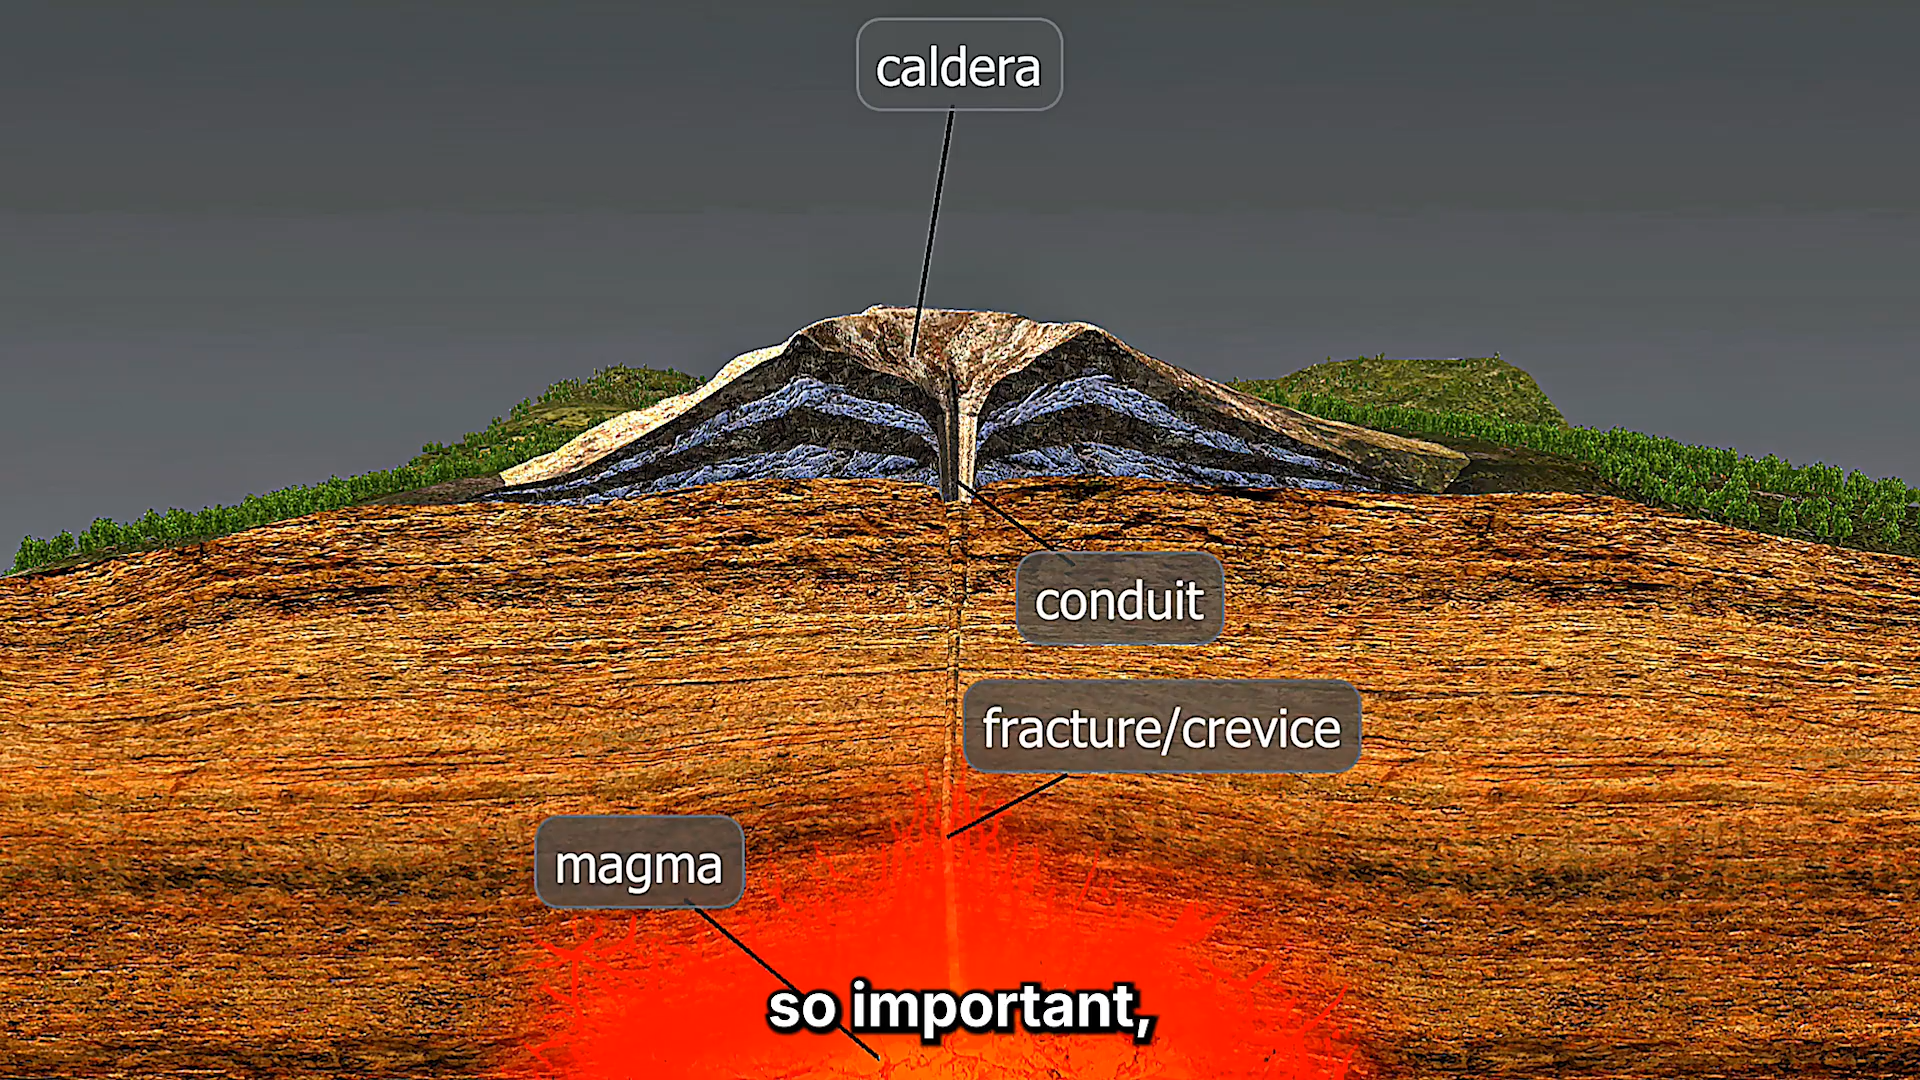 caldera
conduit
fracture/crevice
magma
so important,